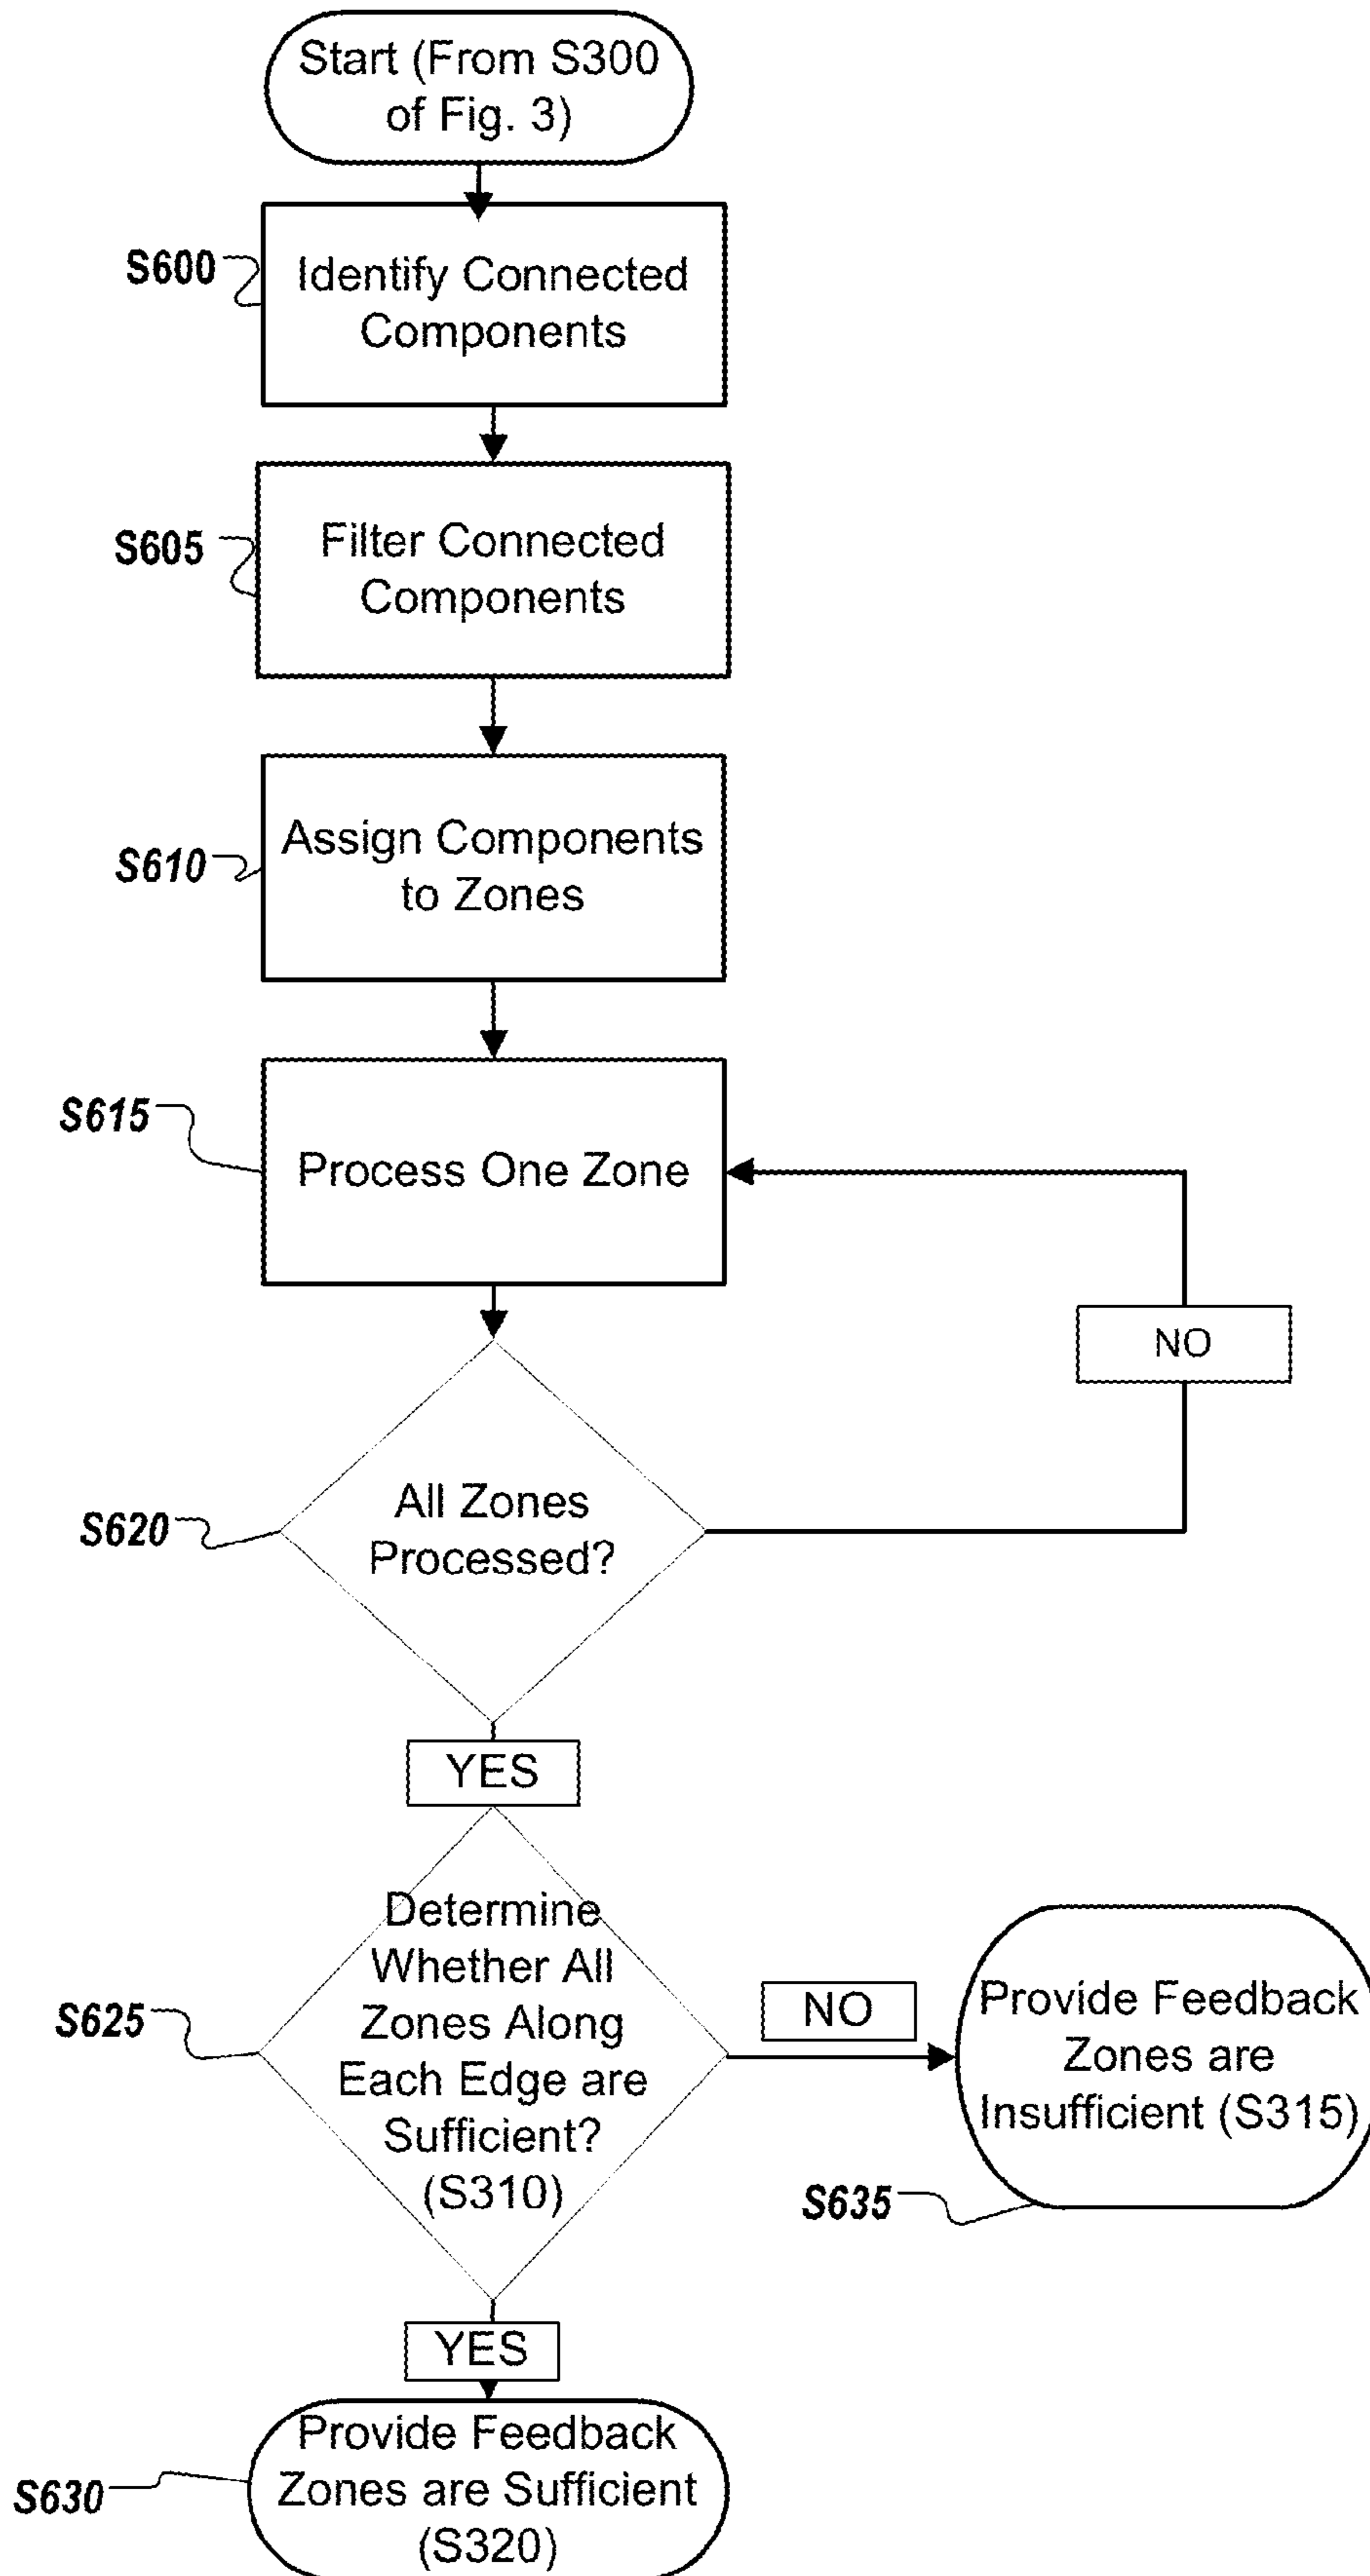 Start (From S300
of Fig. 3)
S600
Identify Connected
Components
S605
Filter Connected
Components
S610
Assign Components
to Zones
S615
Process One Zone
NO
S620
All Zones
Processed?
YES
S625
Determine
Whether All
Zones Along
Each Edge are
Sufficient?
(S310)
NO
Provide Feedback
Zones are
Insufficient (S315)
S635
YES
S630
Provide Feedback
Zones are Sufficient
(S320)